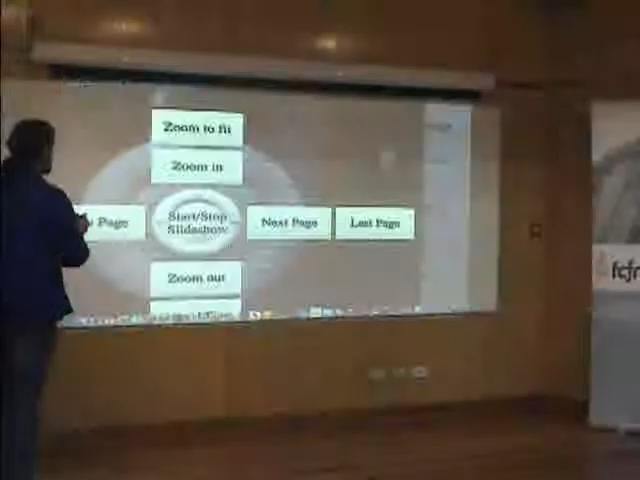 Zoom to fit
Zoom in
Page
Start/Stop
Slideshow
Next Page
Last Page
Zoom out